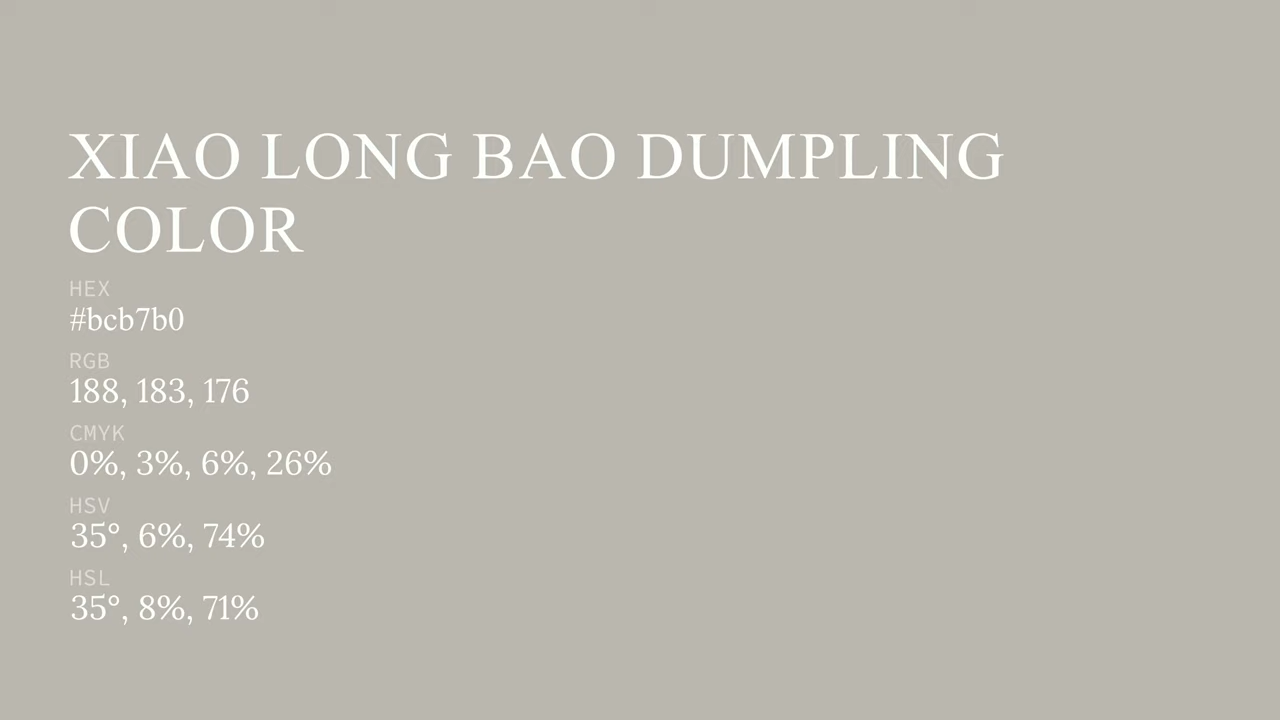 XIAO LONG BAO DUMPLING
COLOR
HEX
#bcb7b0
RGB
188, 183, 176
CMYK
0%, 3%, 6%, 26%
HSV
35°, 6%, 74%
HSL
35°, 8%, 71%